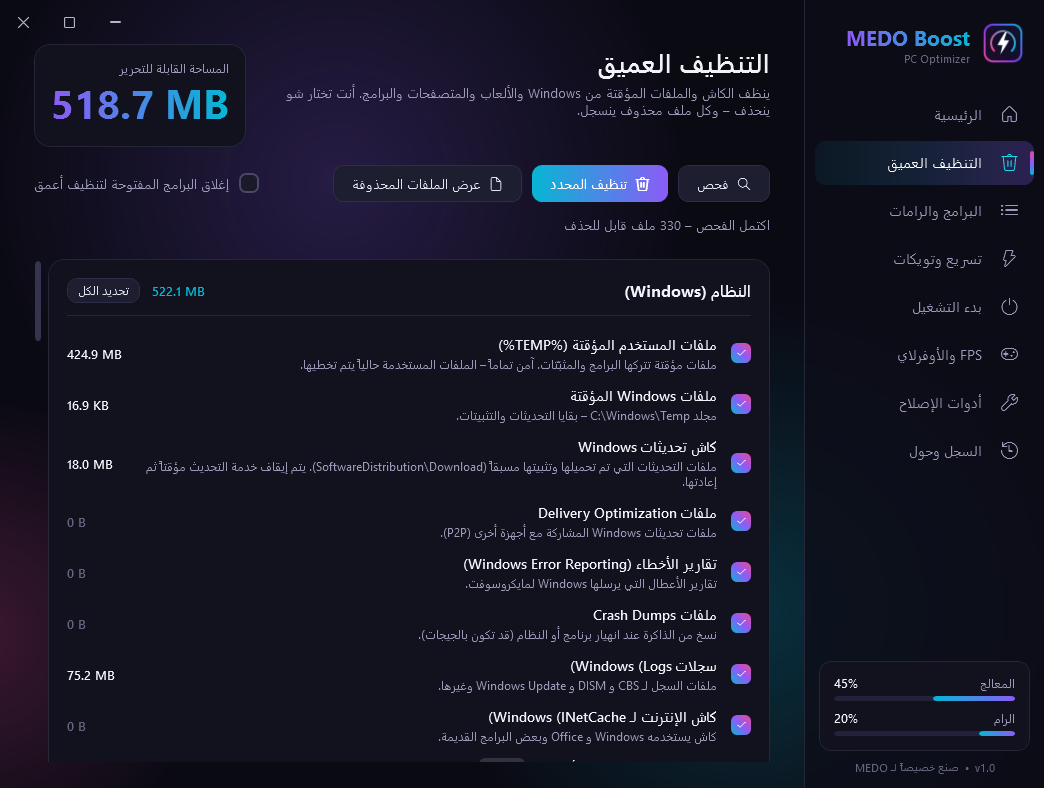 MEDO Boost
PC Optimizer
الرئيسية
التنظيف العميق
البرامج والرامات
تسريع وتويكات
بدء التشغيل
FPS والأوفرلاي
أدوات الإصلاح
السجل وحول
المعالج 45%
الرام 20%
v1.0 • صنع خصيصاً لـ MEDO
التنظيف العميق
ينظف الكاش والملفات المؤقتة من Windows والألعاب والمتصفحات والبرامج. أنت تختار شو
ينحذف – وكل ملف محذوف ينسجل.
المساحة القابلة للتحرير
518.7 MB
فحص
تنظيف المحدد
عرض الملفات المحذوفة
إغلاق البرامج المفتوحة لتنظيف أعمق
اكتمل الفحص – 330 ملف قابل للحذف
النظام (Windows)
522.1 MB
تحديد الكل
ملفات المستخدم المؤقتة (%TEMP%)
ملفات مؤقتة تتركها البرامج والمثبّتات. آمن تماماً – الملفات المستخدمة حالياً يتم تخطيها.
424.9 MB
ملفات Windows المؤقتة
مجلد C:\Windows\Temp – بقايا التحديثات والتثبيتات.
16.9 KB
كاش تحديثات Windows
ملفات التحديثات التي تم تحميلها وتثبيتها مسبقاً (SoftwareDistribution\Download). يتم إيقاف خدمة التحديث مؤقتاً ثم
إعادتها.
18.0 MB
ملفات Delivery Optimization
ملفات تحديثات Windows المشاركة مع أجهزة أخرى (P2P).
0 B
تقارير الأخطاء (Windows Error Reporting)
تقارير الأعطال التي يرسلها Windows لمايكروسوفت.
0 B
ملفات Crash Dumps
نسخ من الذاكرة عند انهيار برنامج أو النظام (قد تكون بالجيجات).
0 B
سجلات Windows (Logs)
ملفات السجل لـ CBS و DISM و Windows Update وغيرها.
75.2 MB
كاش الإنترنت لـ Windows (INetCache)
كاش يستخدمه Windows و Office وبعض البرامج القديمة.
0 B